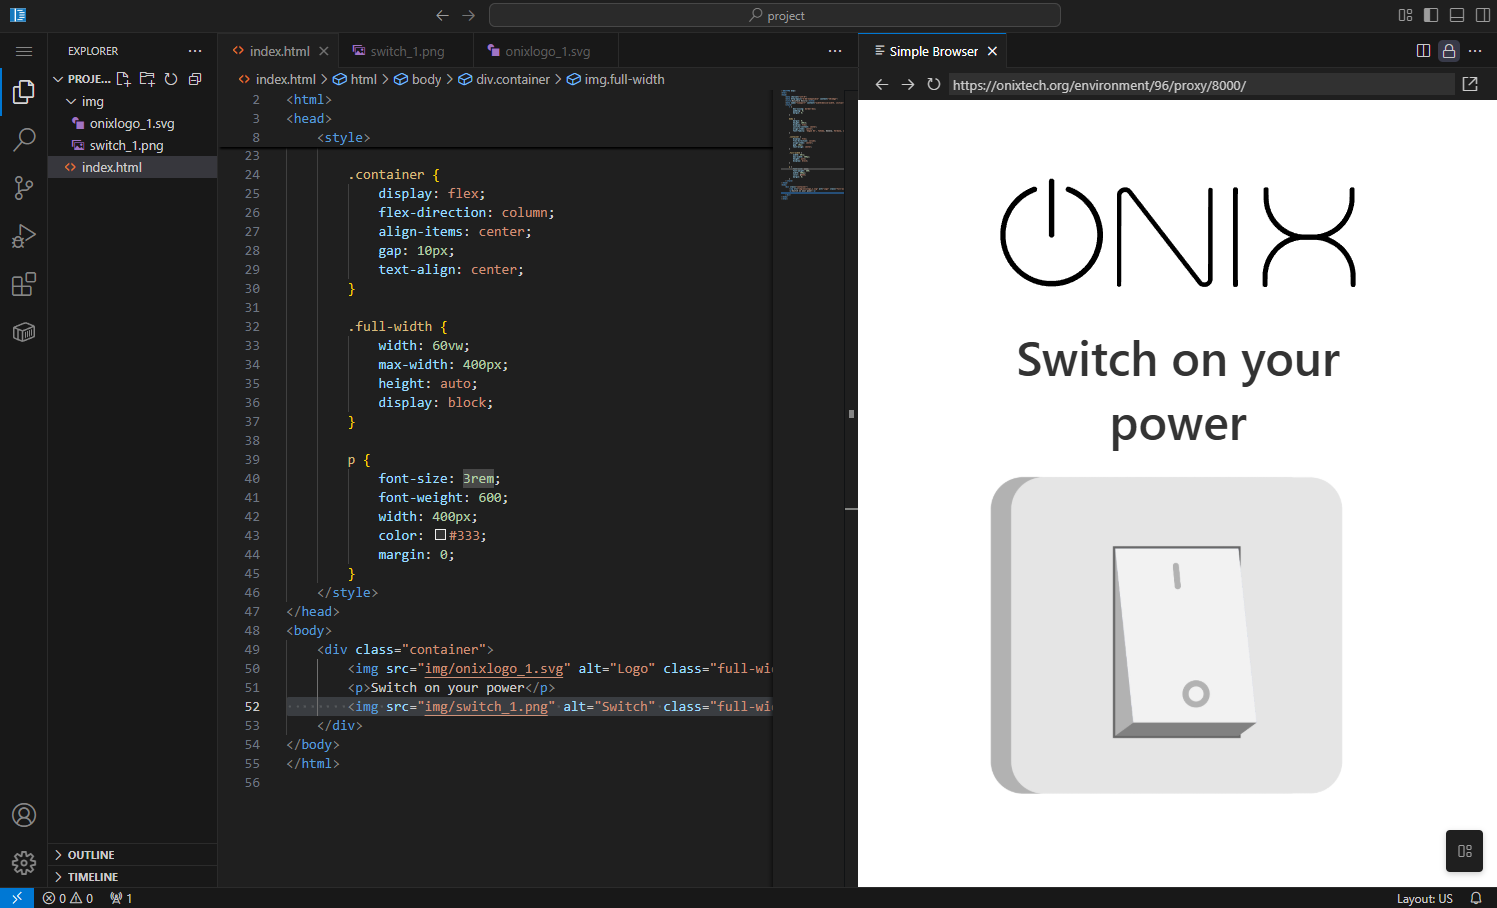 project
EXPLORER
PROJE...
img
onixlogo_1.svg
switch_1.png
index.html
OUTLINE
TIMELINE
index.html
switch_1.png
onixlogo_1.svg
index.html > html > body > div.container > img.full-width
2 <html>
3 <head>
8 <style>
23
24 .container {
25 display: flex;
26 flex-direction: column;
27 align-items: center;
28 gap: 10px;
29 text-align: center;
30 }
31
32 .full-width {
33 width: 60vw;
34 max-width: 400px;
35 height: auto;
36 display: block;
37 }
38
39 p {
40 font-size: 3rem;
41 font-weight: 600;
42 width: 400px;
43 color: #333;
44 margin: 0;
45 }
46 </style>
47 </head>
48 <body>
49 <div class="container">
50 <img src="img/onixlogo_1.svg" alt="Logo" class="full-wi
51 <p>Switch on your power</p>
52 <img src="img/switch_1.png" alt="Switch" class="full-wi
53 </div>
54 </body>
55 </html>
56
Simple Browser
https://onixtech.org/environment/96/proxy/8000/
ONIX
Switch on your
power
0 0 1
Layout: US